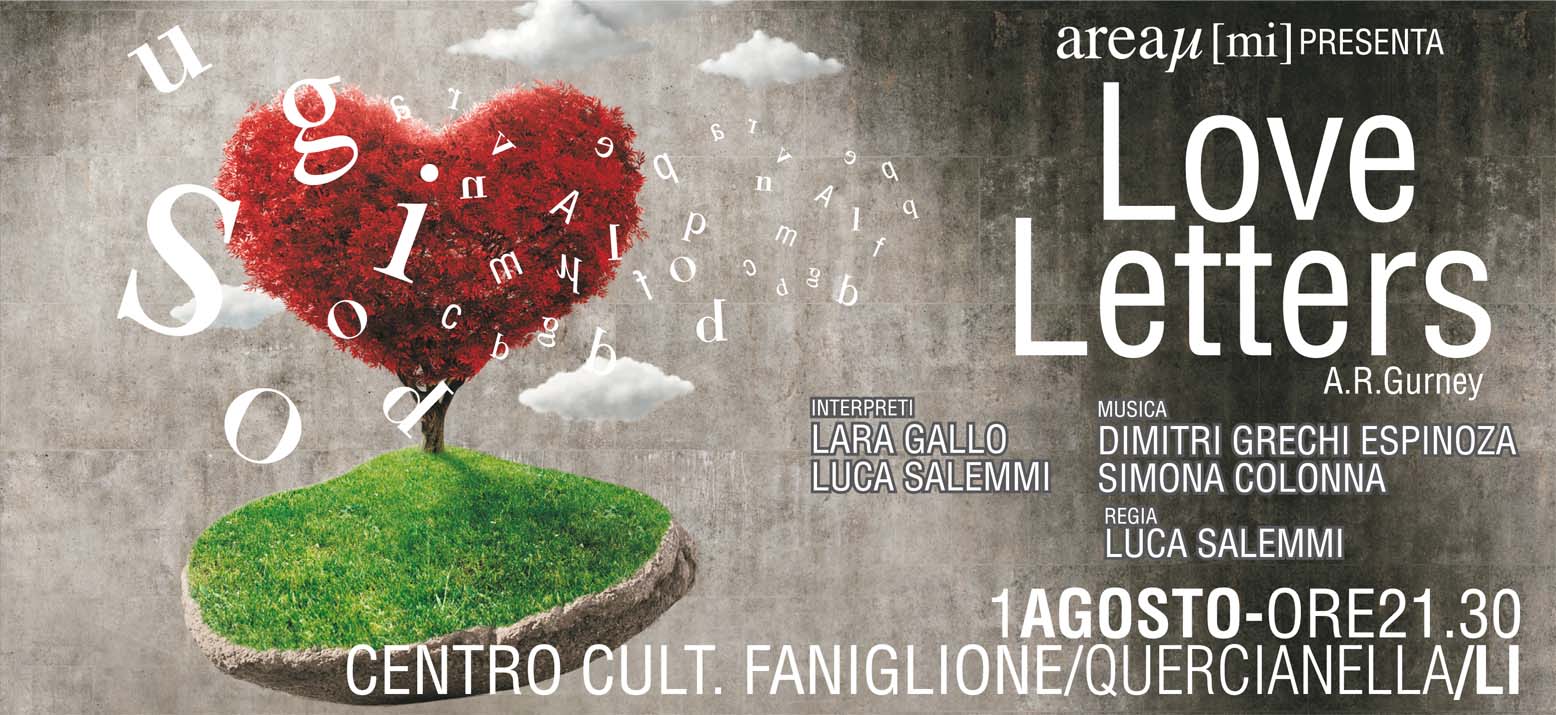 areaμ [mi] PRESENTA
Love
Letters
A.R.Gurney
INTERPRETI
LARA GALLO
LUCA SALEMMI
MUSICA
DIMITRI GRECHI ESPINOZA
SIMONA COLONNA
REGIA
LUCA SALEMMI
1AGOSTO-ORE21.30
CENTRO CULT. FANIGLIONE/QUERCIANELLA/LI